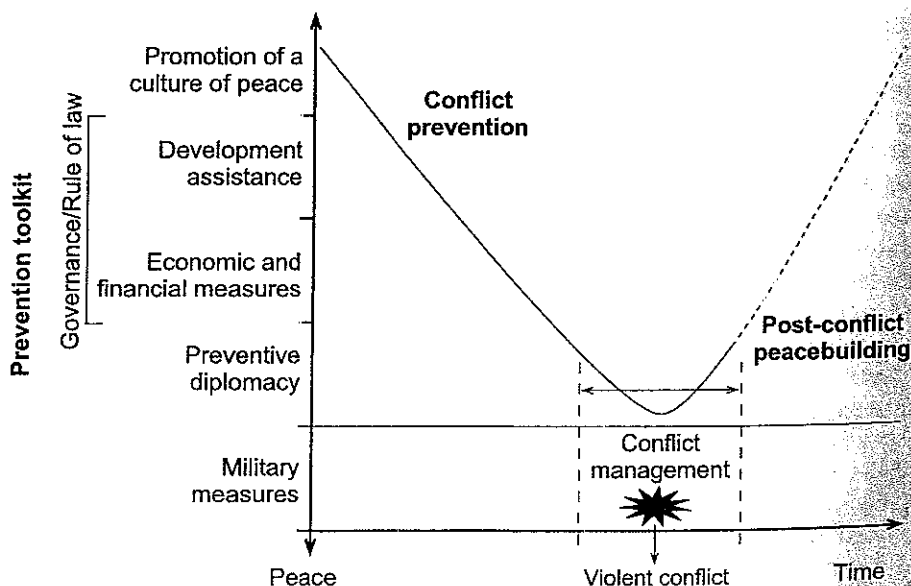 Prevention toolkit
Governance/Rule of law
Promotion of a
culture of peace
Development
assistance
Economic and
financial measures
Preventive
diplomacy
Military
measures
Conflict
prevention
Post-conflict
peacebuilding
Conflict
management
Peace
Violent conflict
Time